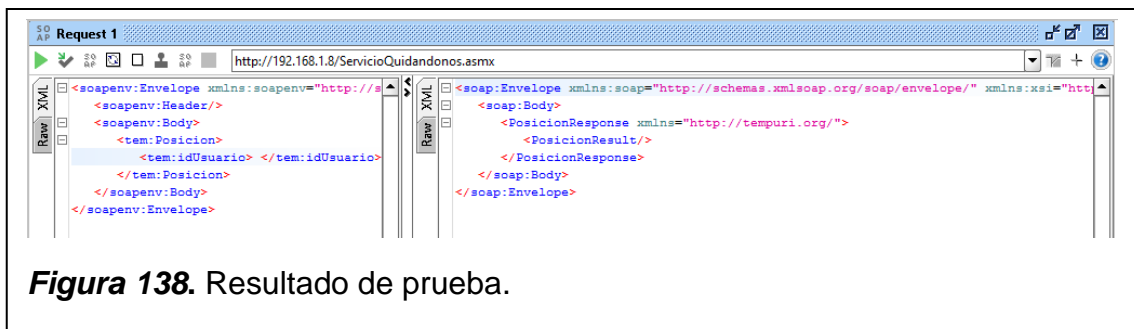 SOAP Request 1
http://192.168.1.8/ServicioQuidandonos.asmx
XML
Raw
<soapenv:Envelope xmlns:soapenv="http://s
<soapenv:Header/>
<soapenv:Body>
<tem:Posicion>
<tem:idUsuario> </tem:idUsuario>
</tem:Posicion>
</soapenv:Body>
</soapenv:Envelope>
XML
Raw
<soap:Envelope xmlns:soap="http://schemas.xmlsoap.org/soap/envelope/" xmlns:xsi="http
<soap:Body>
<PosicionResponse xmlns="http://tempuri.org/">
<PosicionResult/>
</PosicionResponse>
</soap:Body>
</soap:Envelope>
Figura 138. Resultado de prueba.